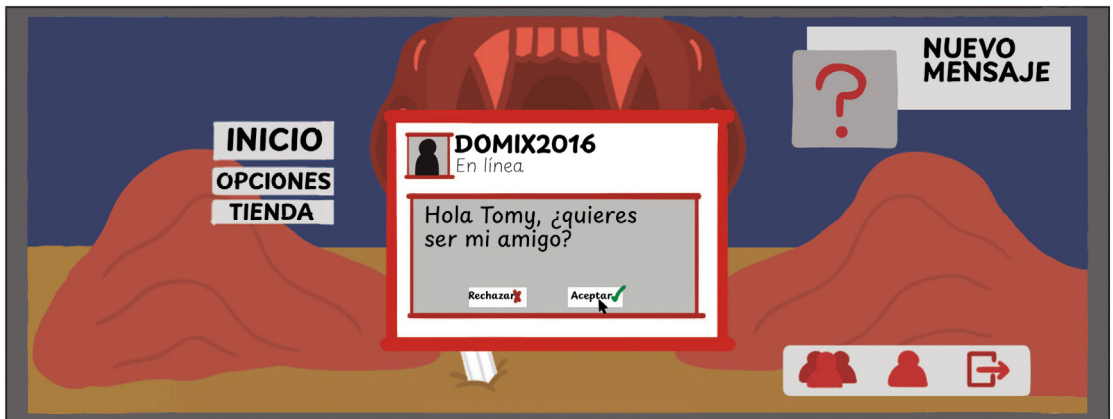 INICIO
OPCIONES
TIENDA
DOMIX2016
En línea
Hola Tomy, ¿quieres
ser mi amigo?
Rechazar
Aceptar
NUEVO
MENSAJE
?